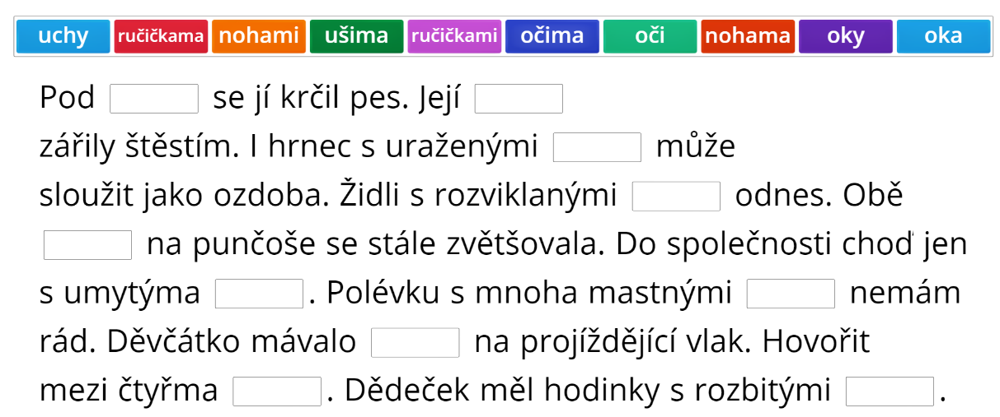 uchy ručičkama nohami ušima ručičkami očima oči nohama oky oka
Pod se jí krčil pes. Její
zářily štěstím. I hrnec s uraženými může
sloužit jako ozdoba. Židli s rozviklanými odnes. Obě
na punčoše se stále zvětšovala. Do společnosti choď jen
s umytýma . Polévku s mnoha mastnými nemám
rád. Děvčátko mávalo na projíždějící vlak. Hovořit
mezi čtyřma . Dědeček měl hodinky s rozbitými .